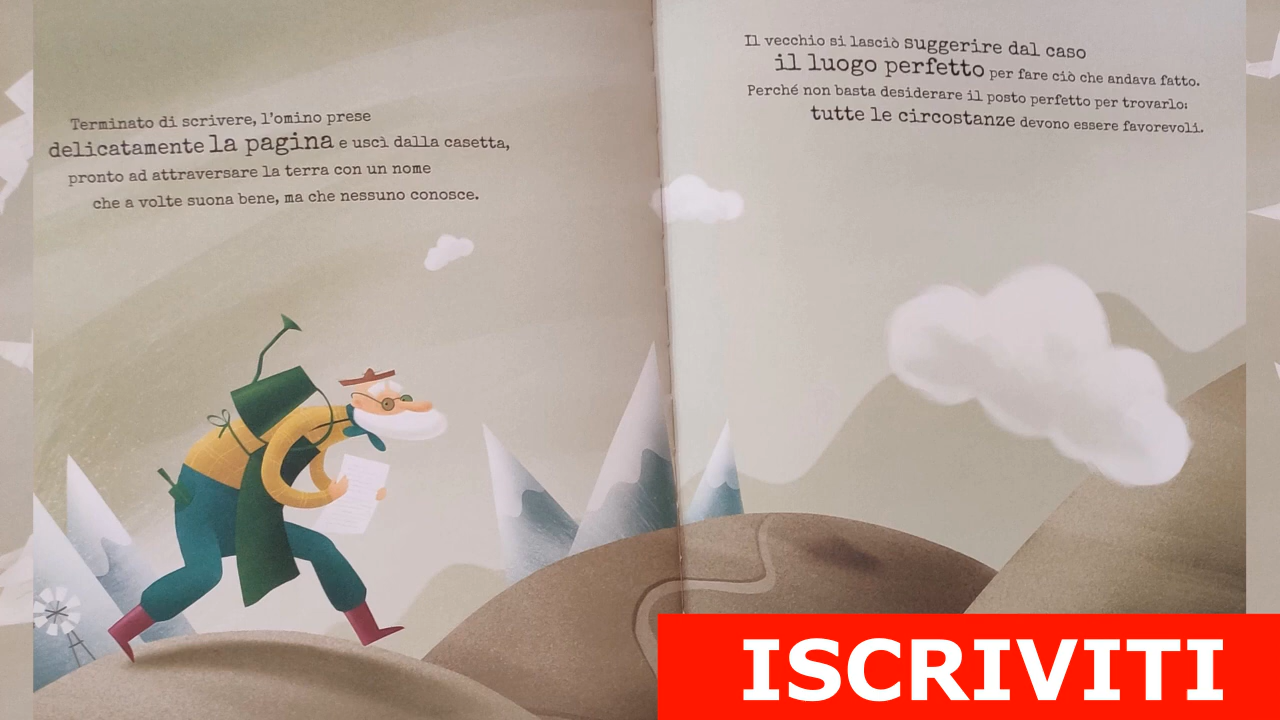 Terminato di scrivere, l'omino prese
delicatamente la pagina e uscì dalla casetta,
pronto ad attraversare la terra con un nome
che a volte suona bene, ma che nessuno conosce.
Il vecchio si lasciò suggerire dal caso
il luogo perfetto per fare ciò che andava fatto.
Perché non basta desiderare il posto perfetto per trovarlo:
tutte le circostanze devono essere favorevoli.
ISCRIVITI